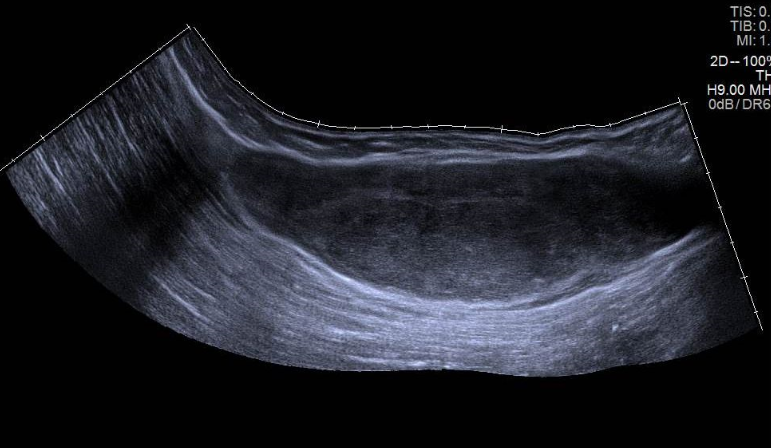 TIS: 0.
TIB: 0.
MI: 1.
2D -- 100%
TH
H9.00 MH
0dB / DR6